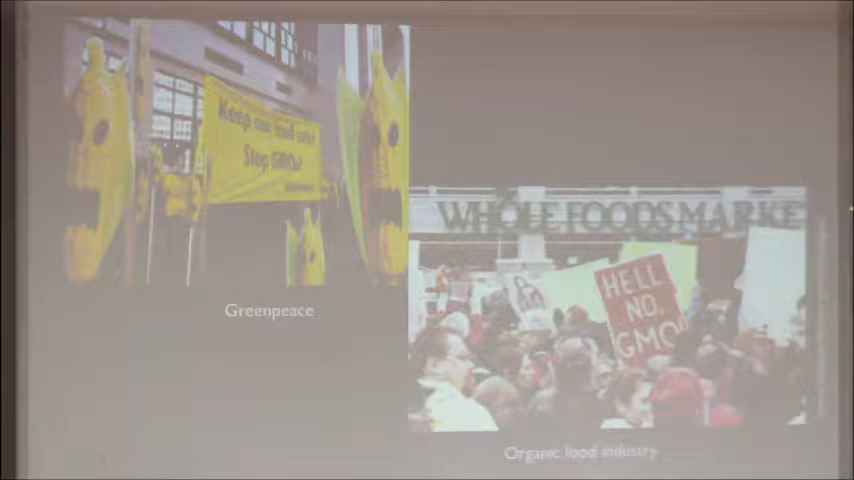 Keep our food safe!
Stop GMOs!
Greenpeace
WHOLE FOODS MARKE
HELL
NO,
GMO
Organic food industry